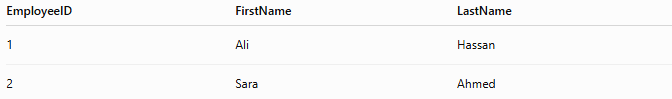 EmployeeID FirstName LastName
1 Ali Hassan
2 Sara Ahmed